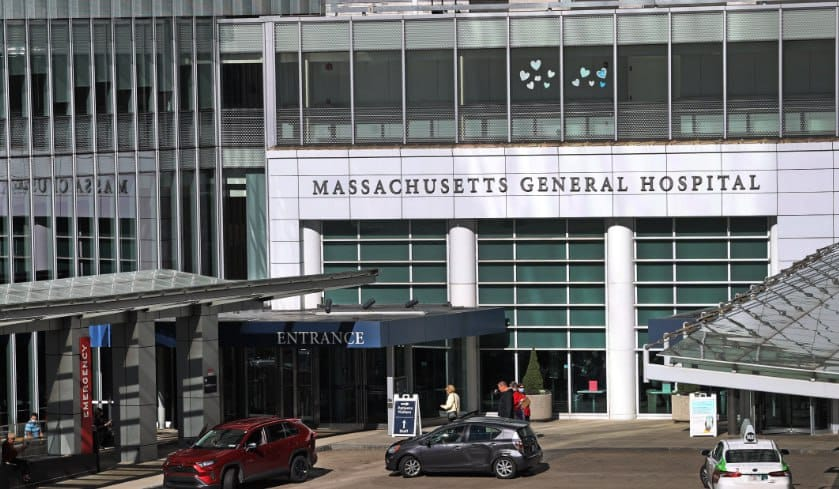 MASSACHUSETTS GENERAL HOSPITAL
ENTRANCE
EMERGENCY